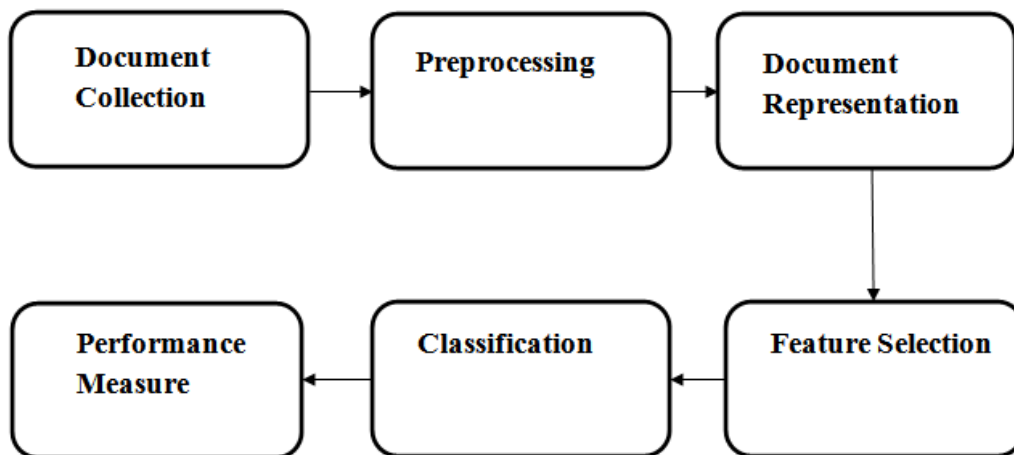 Document
Collection
Preprocessing
Document
Representation
Feature Selection
Classification
Performance
Measure